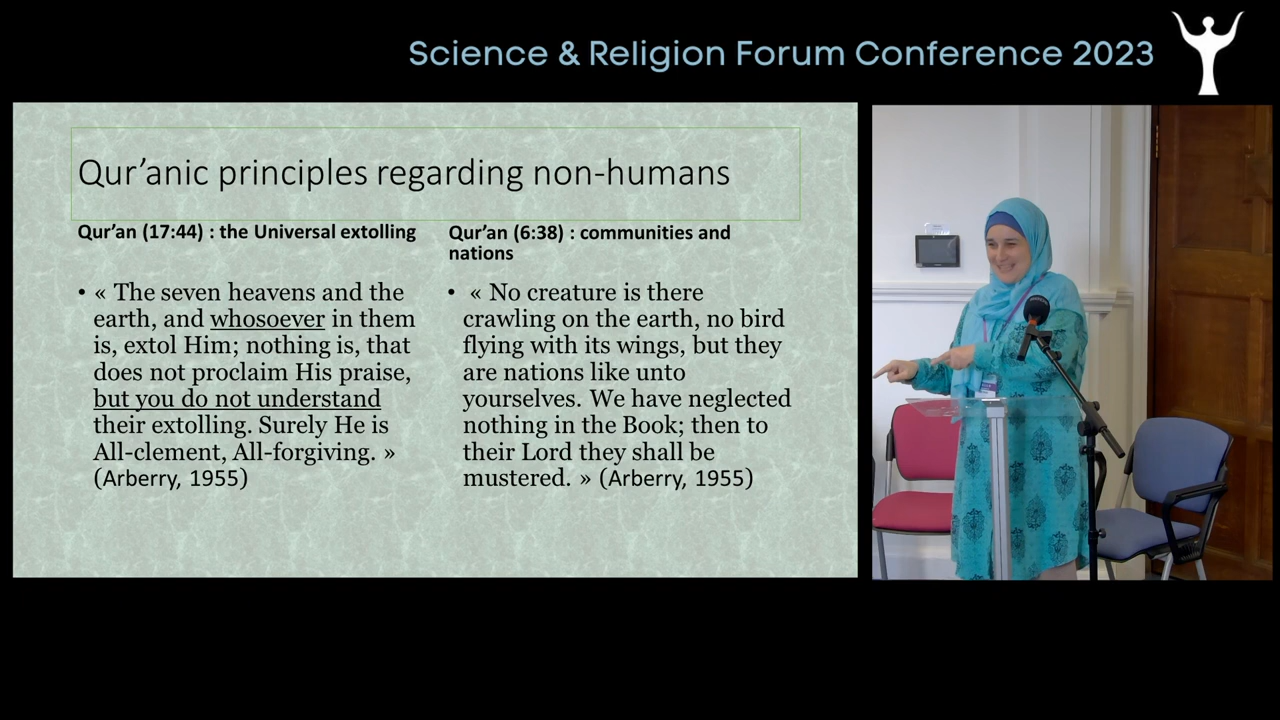 Science & Religion Forum Conference 2023
Qur’anic principles regarding non-humans
Qur’an (17:44) : the Universal extolling
• « The seven heavens and the
earth, and whosoever in them
is, extol Him; nothing is, that
does not proclaim His praise,
but you do not understand
their extolling. Surely He is
All-clement, All-forgiving. »
(Arberry, 1955)
Qur’an (6:38) : communities and
nations
• « No creature is there
crawling on the earth, no bird
flying with its wings, but they
are nations like unto
yourselves. We have neglected
nothing in the Book; then to
their Lord they shall be
mustered. » (Arberry, 1955)